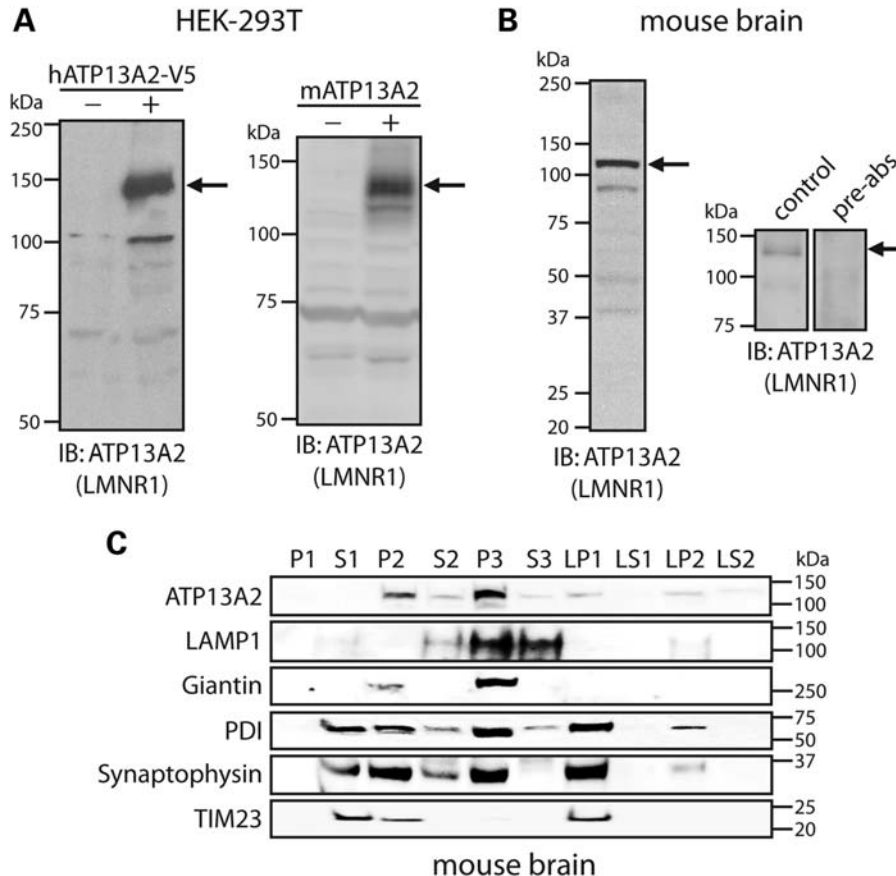 A
HEK-293T
hATP13A2-V5
kDa
− +
250
150
100
75
50
IB: ATP13A2
(LMNR1)
mATP13A2
kDa
− +
150
100
75
50
IB: ATP13A2
(LMNR1)
B
mouse brain
kDa
250
150
100
75
50
37
25
20
IB: ATP13A2
(LMNR1)
control
pre-abs
kDa
150
100
75
IB: ATP13A2
(LMNR1)
C
P1 S1 P2 S2 P3 S3 LP1 LS1 LP2 LS2 kDa
ATP13A2
150
100
LAMP1
150
100
Giantin
250
PDI
75
50
Synaptophysin
37
TIM23
25
20
mouse brain